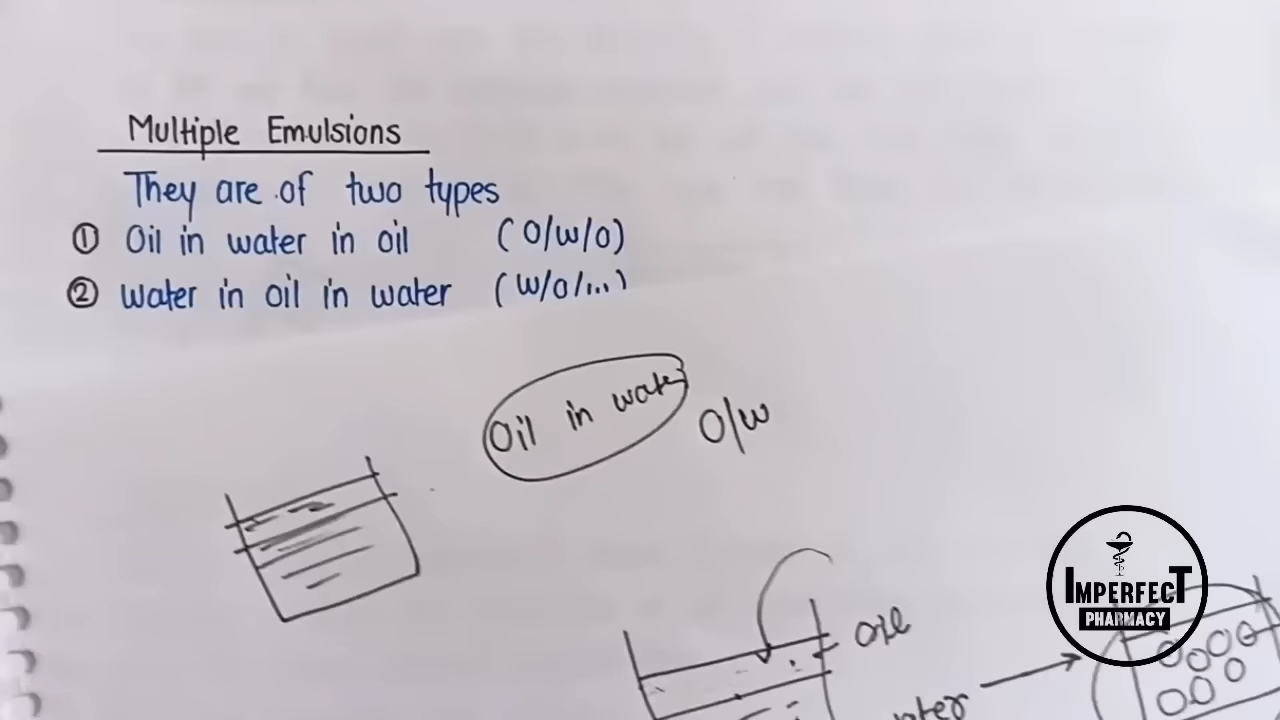 Multiple Emulsions
They are of two types
① Oil in water in oil (O/W/O)
② water in oil in water (W/O/...)
Oil in water
O/W
IMPERFECT
PHARMACY